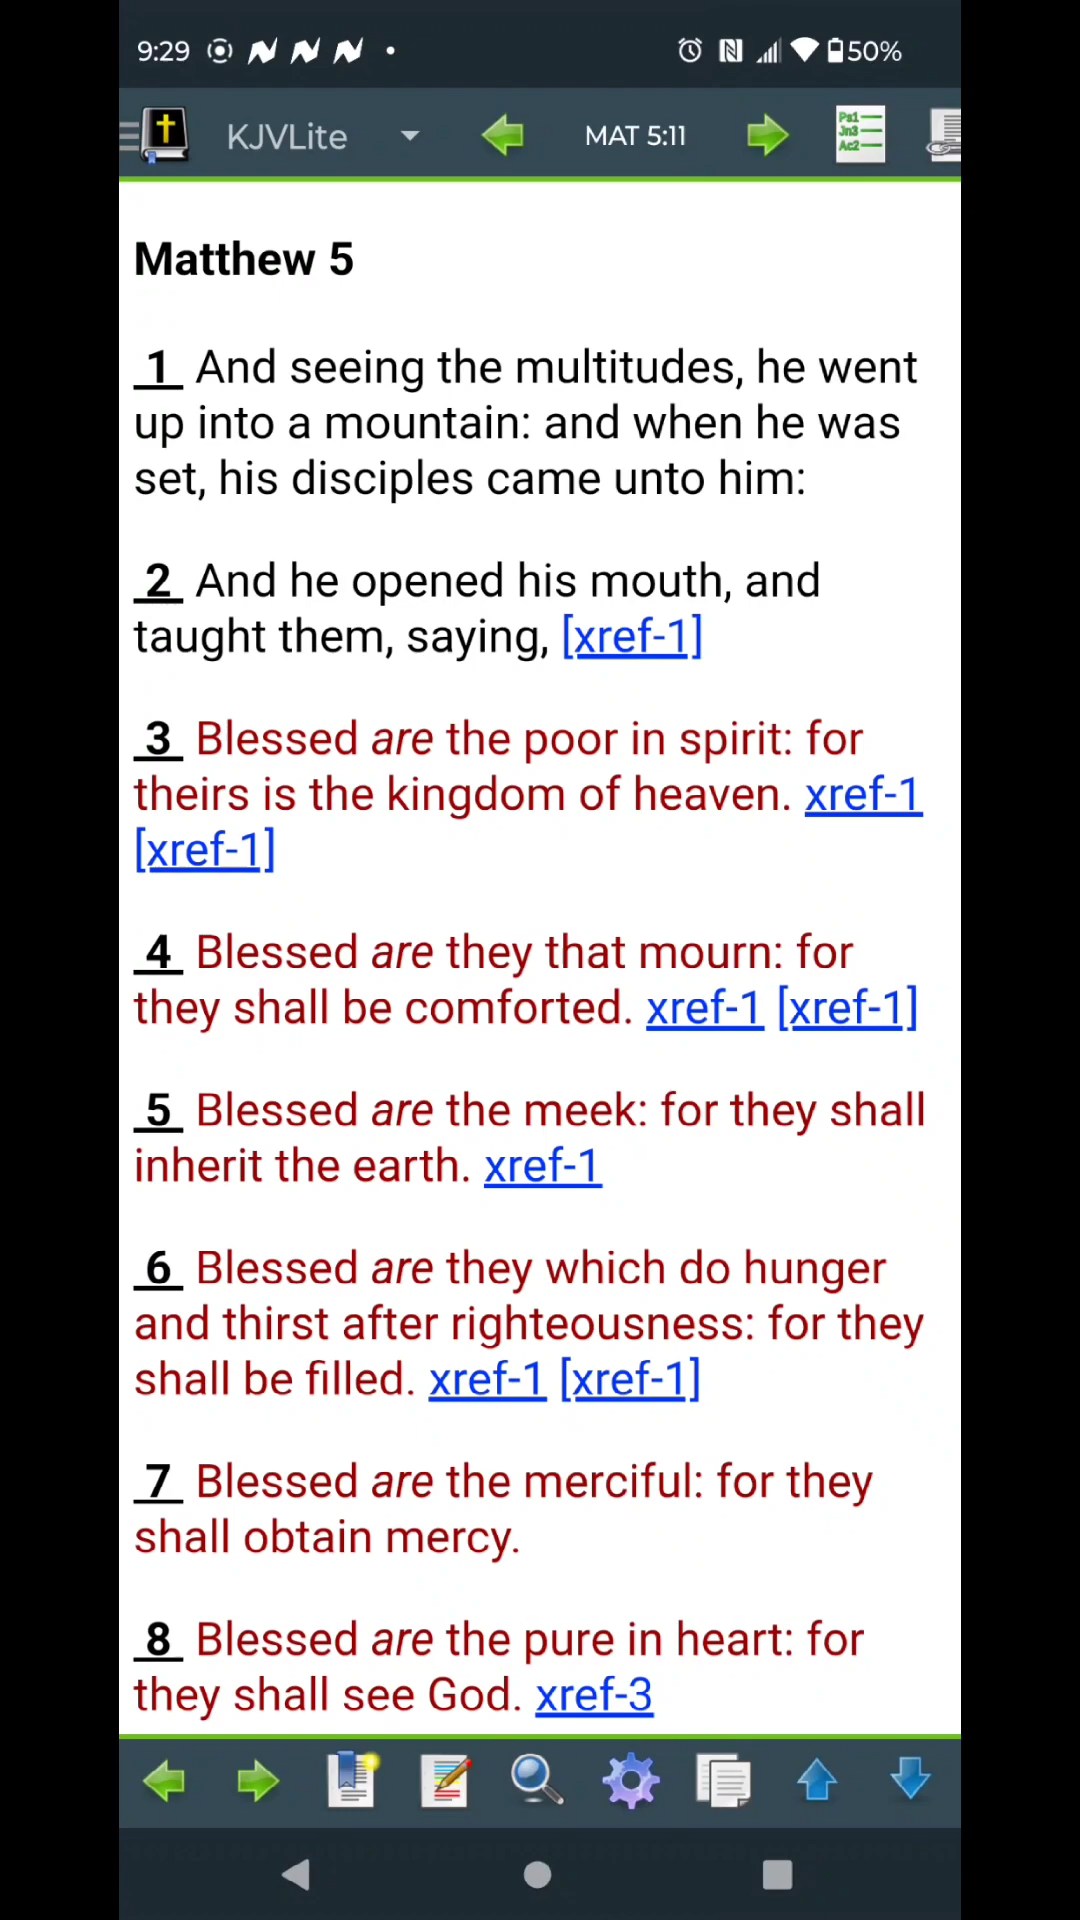 9:29
50%
KJVLite
MAT 5:11
Ps1
Jn3
Ac2
Matthew 5
1 And seeing the multitudes, he went
up into a mountain: and when he was
set, his disciples came unto him:
2 And he opened his mouth, and
taught them, saying, [xref-1]
3 Blessed are the poor in spirit: for
theirs is the kingdom of heaven. xref-1
[xref-1]
4 Blessed are they that mourn: for
they shall be comforted. xref-1 [xref-1]
5 Blessed are the meek: for they shall
inherit the earth. xref-1
6 Blessed are they which do hunger
and thirst after righteousness: for they
shall be filled. xref-1 [xref-1]
7 Blessed are the merciful: for they
shall obtain mercy.
8 Blessed are the pure in heart: for
they shall see God. xref-3